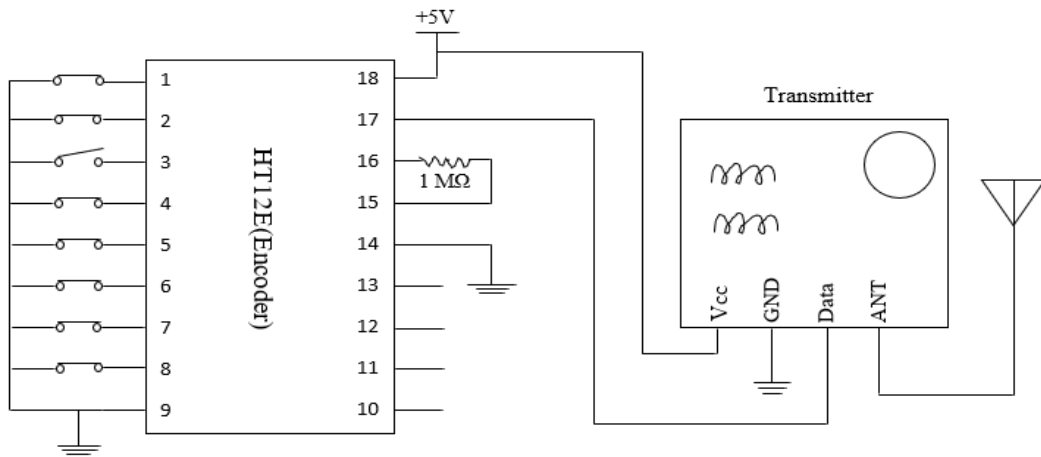 +5V
1
2
3
4
5
6
7
8
9
HT12E(Encoder)
18
17
16
15
14
13
12
11
10
1 MΩ
Transmitter
Vcc
GND
Data
ANT